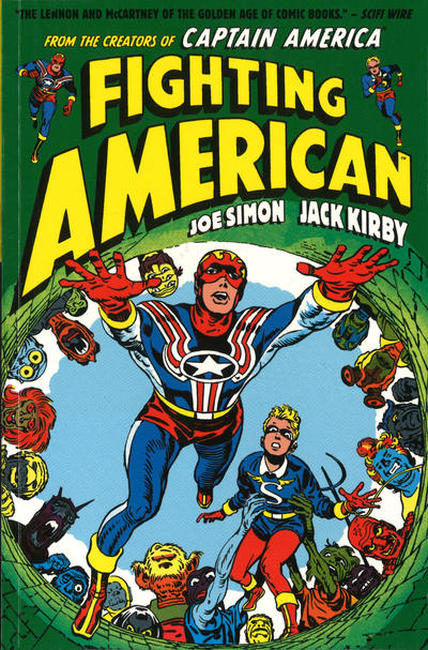 "THE LENNON AND McCARTNEY OF THE GOLDEN AGE OF COMIC BOOKS." – SCIFI WIRE
FROM THE CREATORS OF CAPTAIN AMERICA
FIGHTING
AMERICAN™
JOE SIMON JACK KIRBY
S